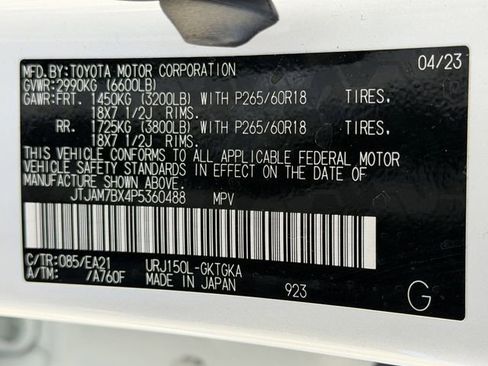 MFD.BY:TOYOTA MOTOR CORPORATION 04/23
GVWR:2990KG (6600LB)
GAWR:FRT. 1450KG (3200LB) WITH P265/60R18 TIRES,
18X7 1/2J RIMS.
RR. 1725KG (3800LB) WITH P265/60R18 TIRES,
18X7 1/2J RIMS.
THIS VEHICLE CONFORMS TO ALL APPLICABLE FEDERAL MOTOR
VEHICLE SAFETY STANDARDS IN EFFECT ON THE DATE OF
MANUFACTURE SHOWN ABOVE.
JTJAM7BX4P5360488 MPV
C/TR:085/EA21 URJ150L-GKTGKA
A/TM: /A760F MADE IN JAPAN 923
G